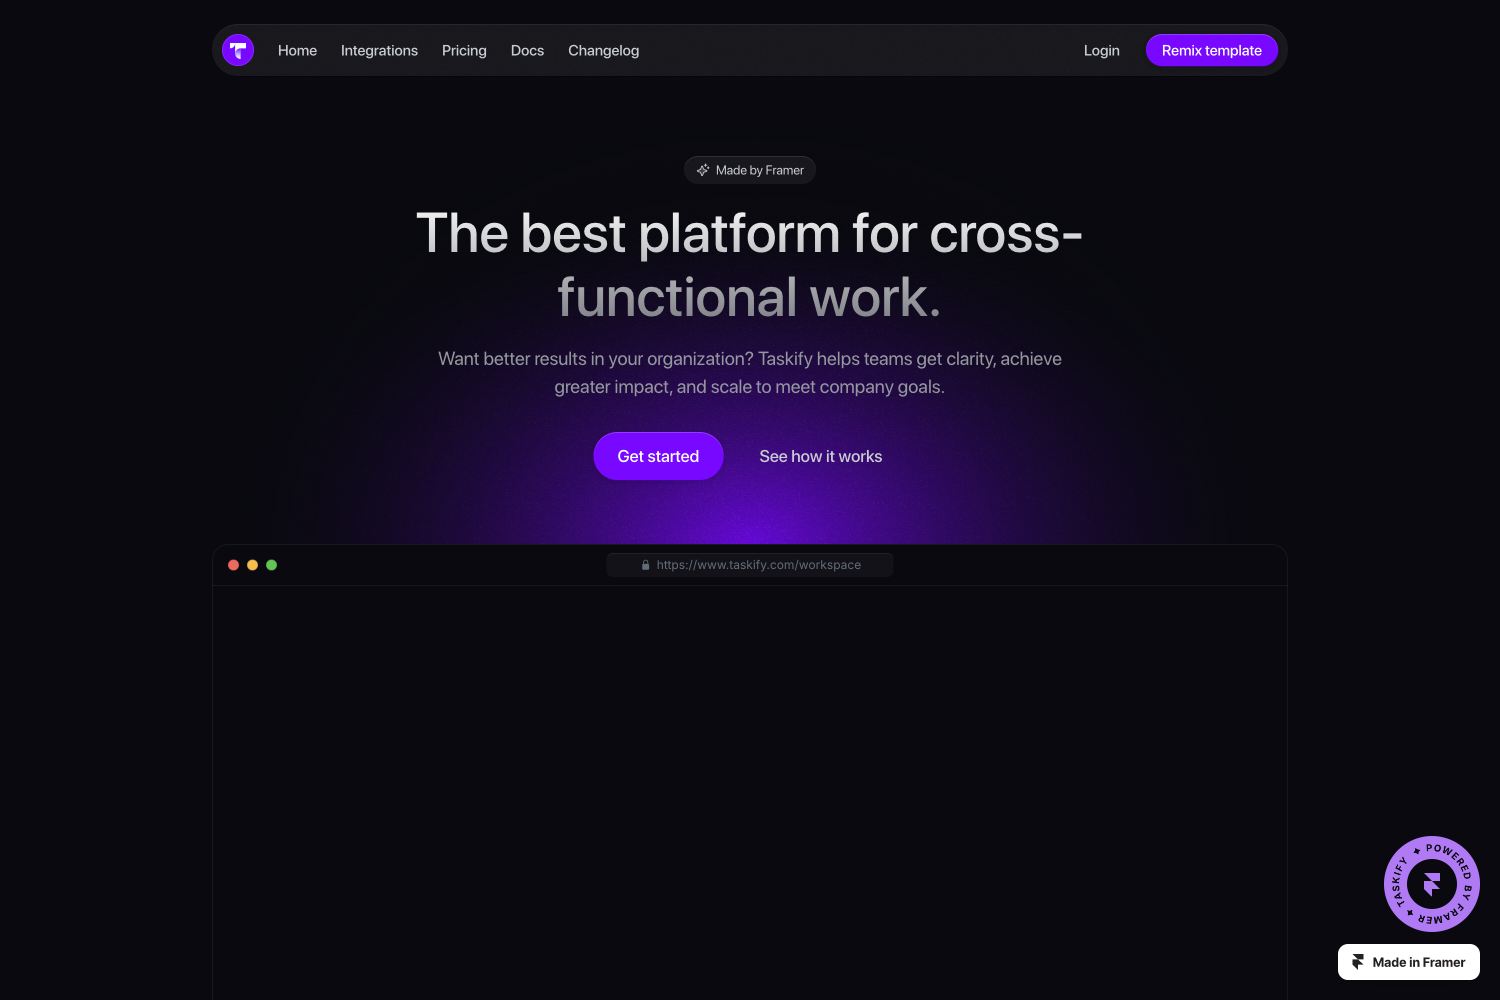 Home Integrations Pricing Docs Changelog Login Remix template
Made by Framer
The best platform for cross-
functional work.
Want better results in your organization? Taskify helps teams get clarity, achieve
greater impact, and scale to meet company goals.
Get started See how it works
https://www.taskify.com/workspace
✦ POWERED BY FRAMER ✦ TASKIFY
Made in Framer